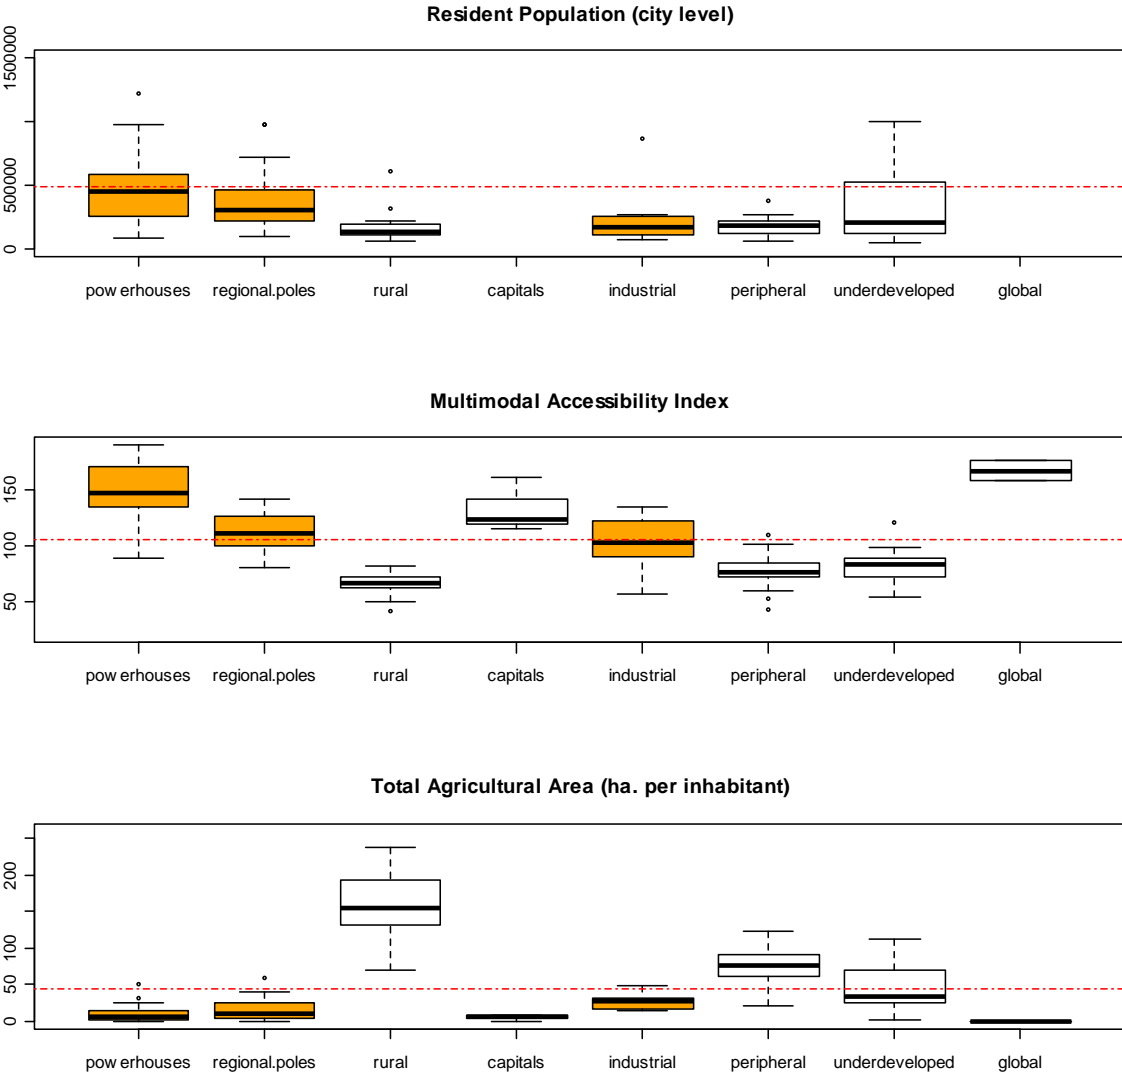 Resident Population (city level)
1500000
500000
0
pow erhouses regional.poles rural capitals industrial peripheral underdeveloped global
Multimodal Accessibility Index
150
100
50
pow erhouses regional.poles rural capitals industrial peripheral underdeveloped global
Total Agricultural Area (ha. per inhabitant)
200
100
50
0
pow erhouses regional.poles rural capitals industrial peripheral underdeveloped global